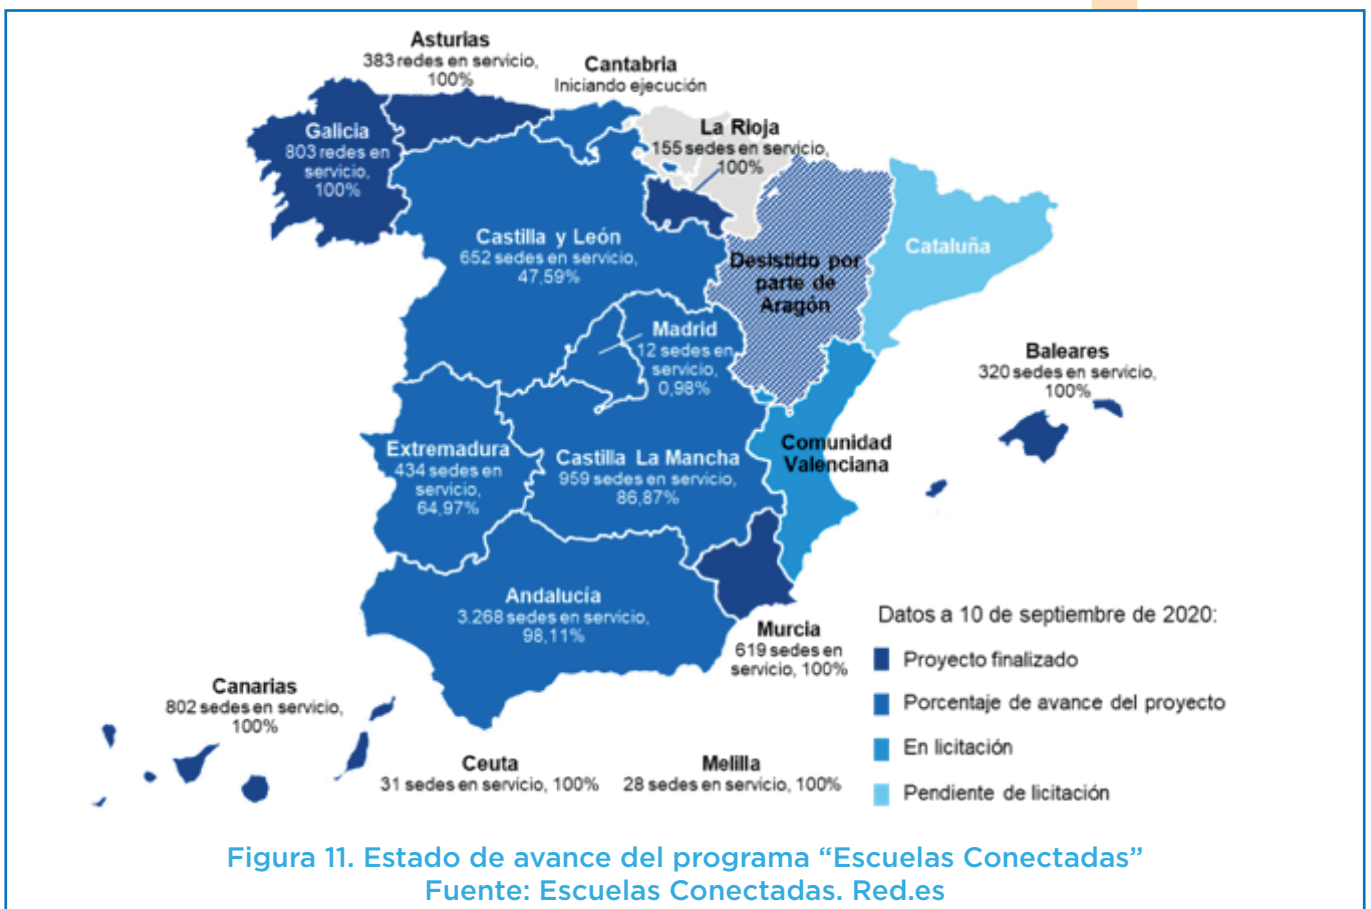 Asturias
383 redes en servicio,
100%
Cantabria
Iniciando ejecución
Galicia
803 redes en
servicio,
100%
La Rioja
155 sedes en servicio,
100%
Castilla y León
652 sedes en servicio,
47,59%
Desistido por
parte de
Aragón
Cataluña
Madrid
12 sedes en
servicio,
0,98%
Baleares
320 sedes en servicio,
100%
Extremadura
434 sedes en
servicio,
64,97%
Castilla La Mancha
959 sedes en servicio,
86,87%
Comunidad
Valenciana
Andalucía
3.268 sedes en servicio,
98,11%
Murcia
619 sedes en
servicio, 100%
Canarias
802 sedes en servicio,
100%
Ceuta
31 sedes en servicio, 100%
Melilla
28 sedes en servicio, 100%
Datos a 10 de septiembre de 2020:
Proyecto finalizado
Porcentaje de avance del proyecto
En licitación
Pendiente de licitación
Figura 11. Estado de avance del programa “Escuelas Conectadas”
Fuente: Escuelas Conectadas. Red.es